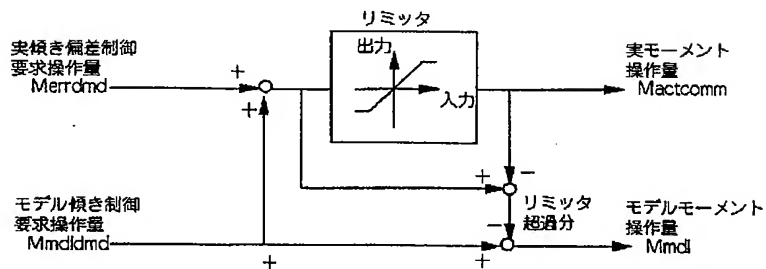 リミッタ
実傾き偏差制御
要求操作量
Merrdmd
+
+
出力
入力
実モーメント
操作量
Mactcomm
-
+
リミッタ
超過分
モデル傾き制御
要求操作量
Mmdldmd
+
-
+
モデルモーメント
操作量
Mmdl